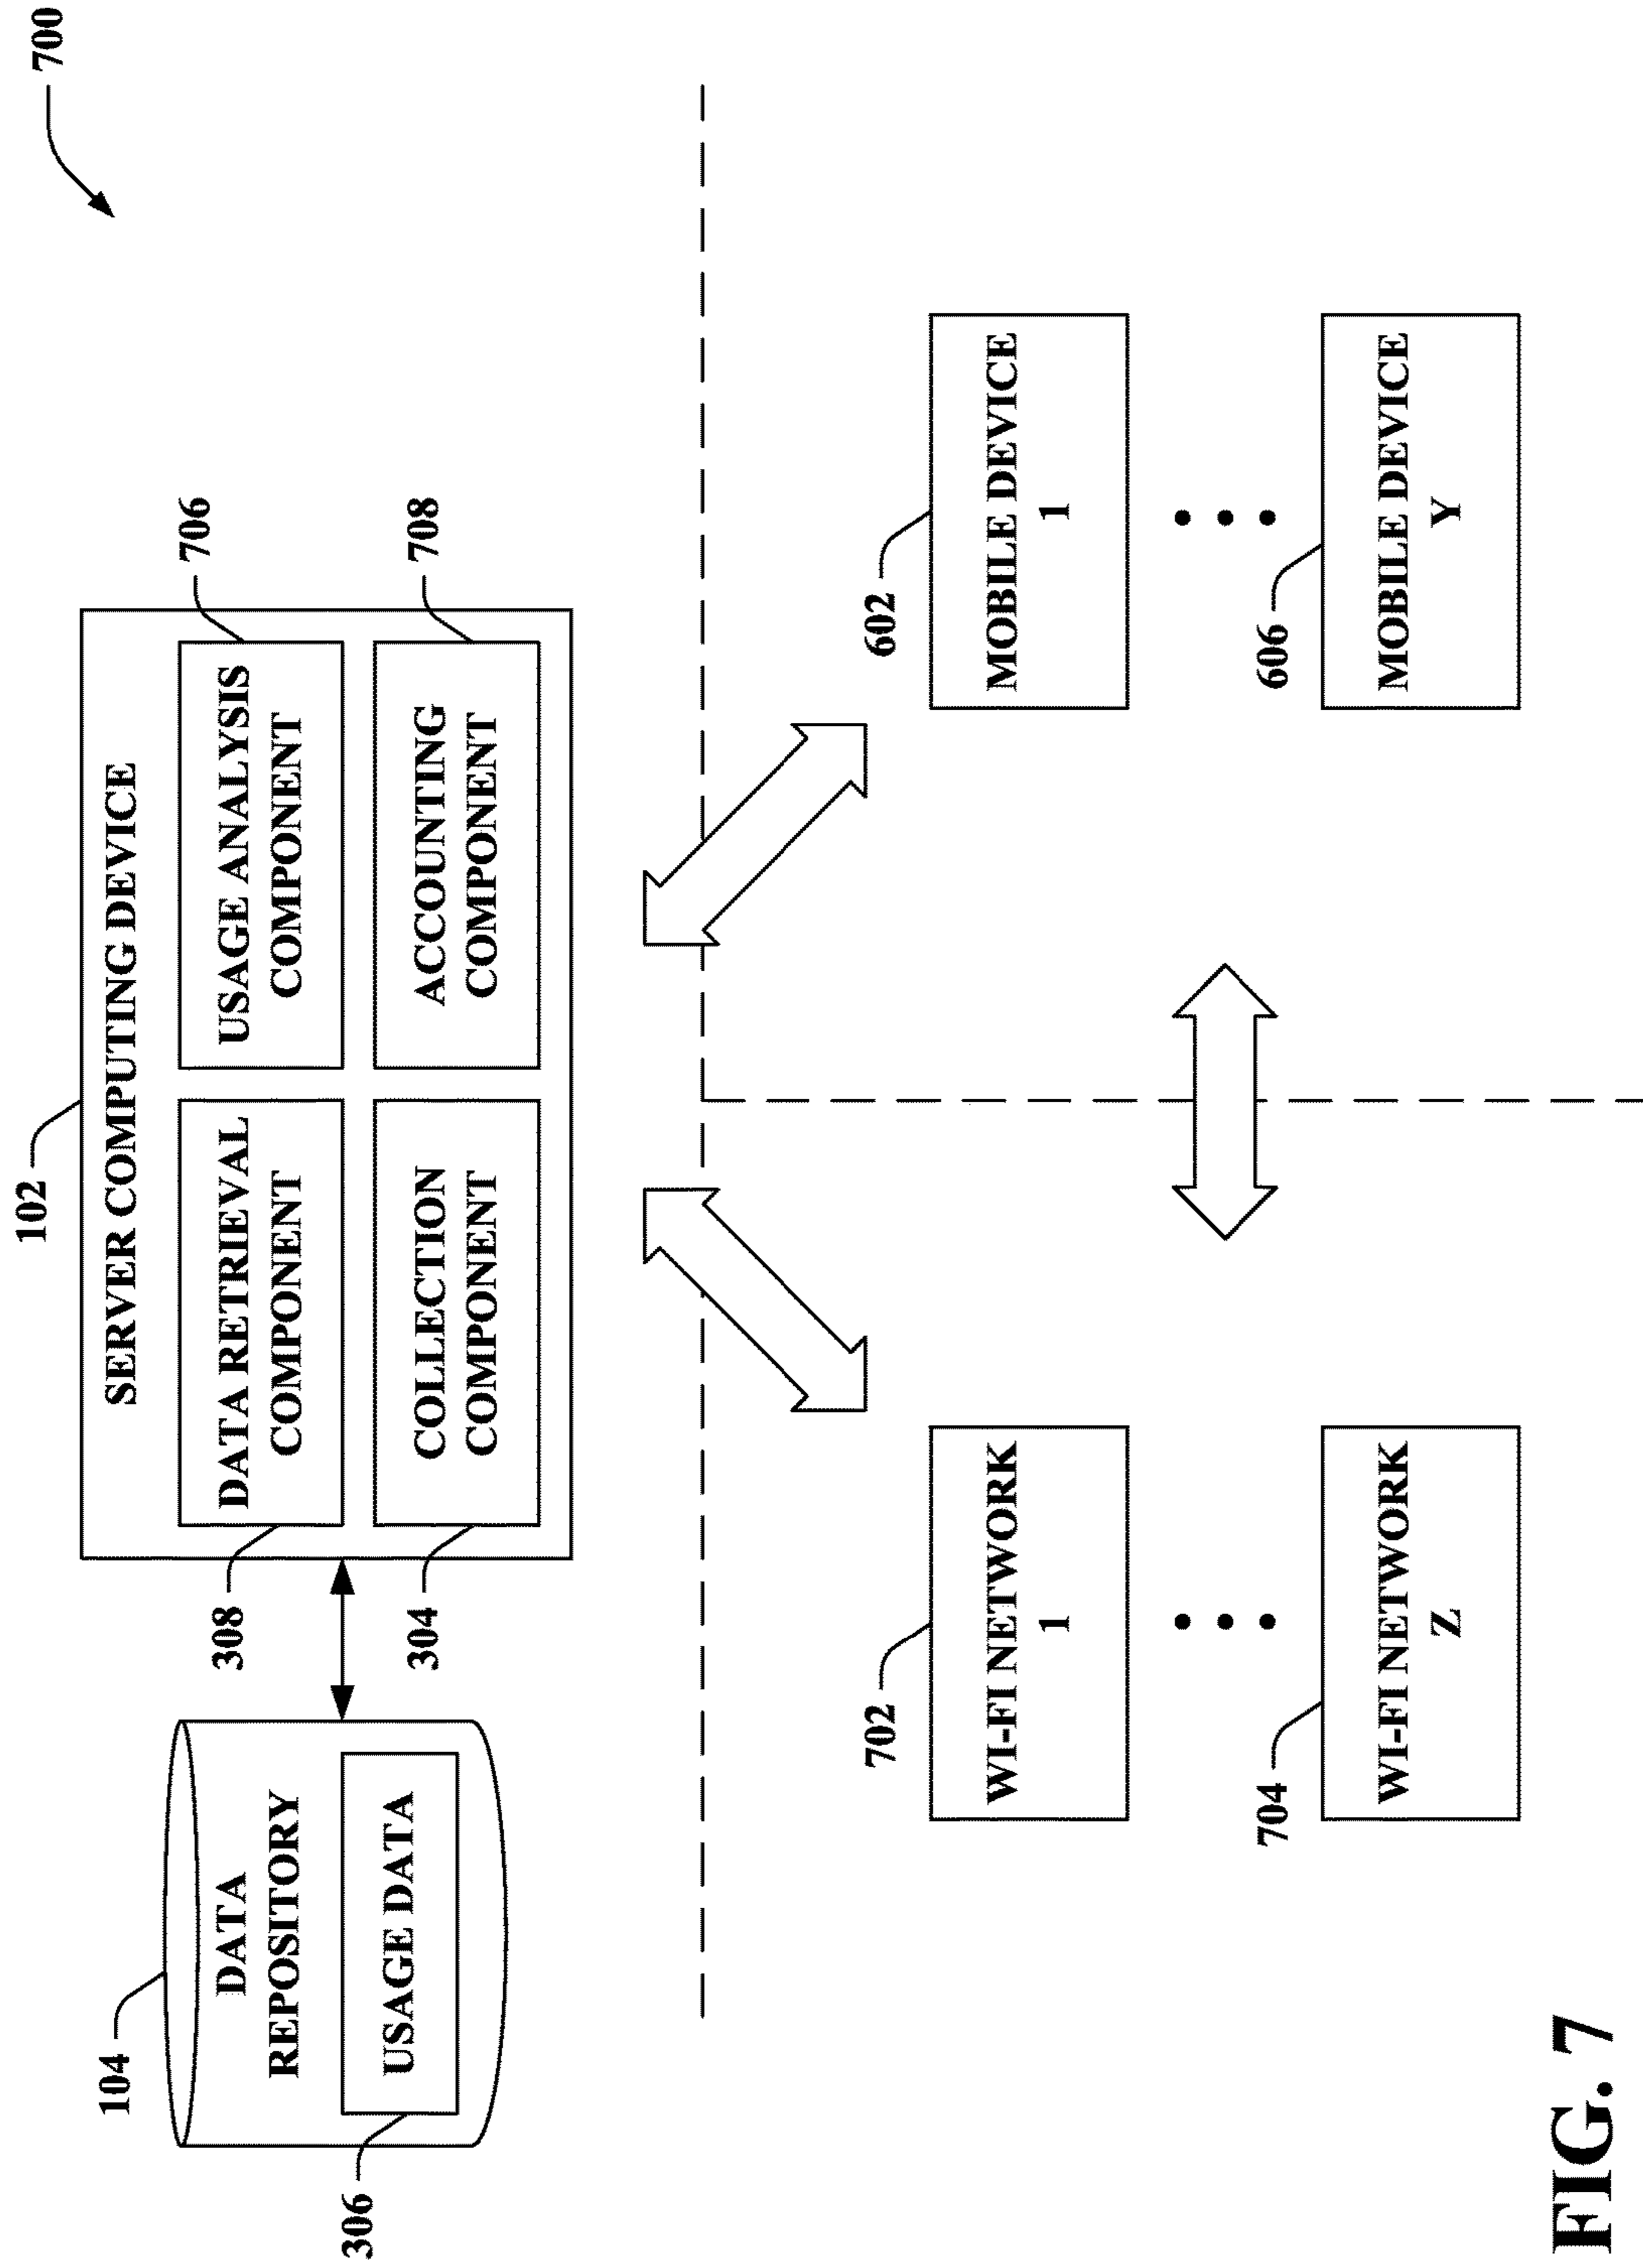 700
102
SERVER COMPUTING DEVICE
104
DATA
REPOSITORY
306
USAGE DATA
308
DATA RETRIEVAL
COMPONENT
706
USAGE ANALYSIS
COMPONENT
304
COLLECTION
COMPONENT
708
ACCOUNTING
COMPONENT
702
WI-FI NETWORK
1
704
WI-FI NETWORK
Z
602
MOBILE DEVICE
1
606
MOBILE DEVICE
Y
FIG. 7